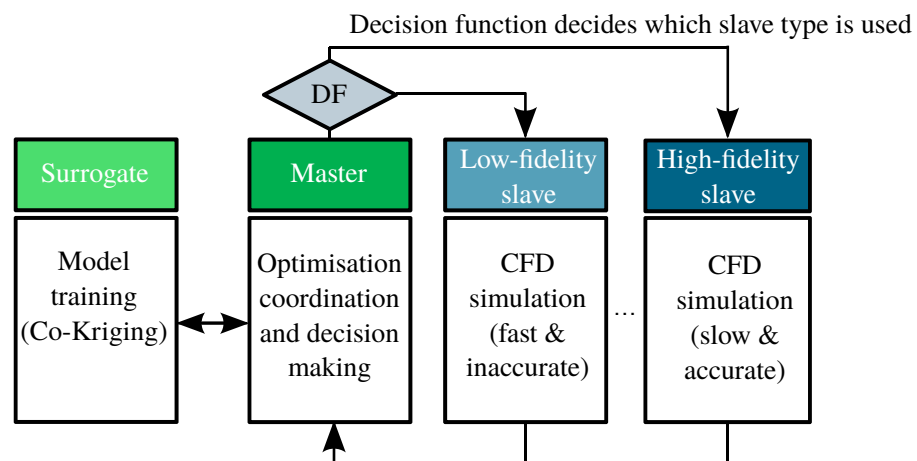 Decision function decides which slave type is used
DF
Surrogate
Master
Low-fidelity
slave
High-fidelity
slave
Model
training
(Co-Kriging)
Optimisation
coordination
and decision
making
CFD
simulation
(fast &
inaccurate)
...
CFD
simulation
(slow &
accurate)